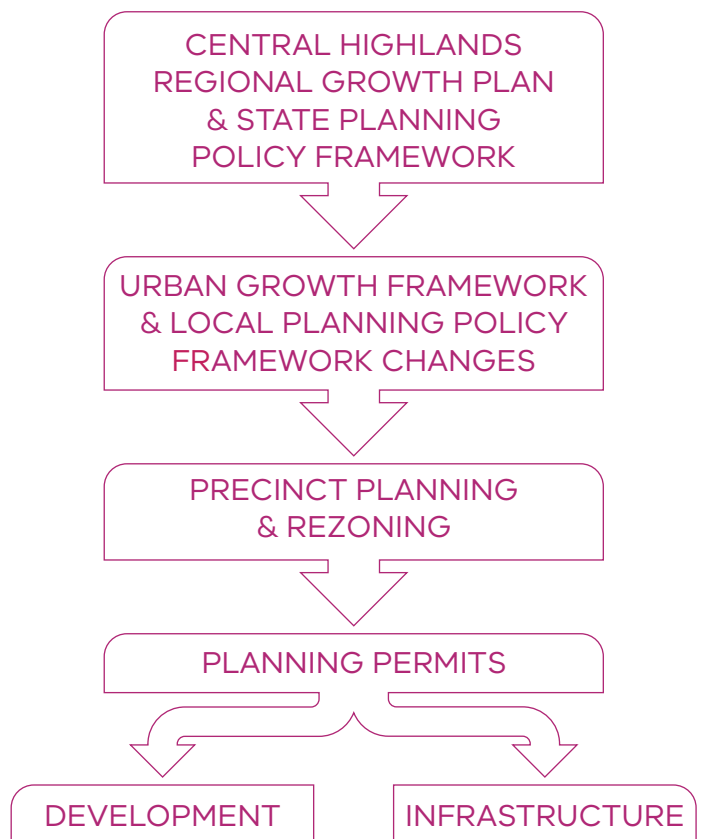 CENTRAL HIGHLANDS
REGIONAL GROWTH PLAN
& STATE PLANNING
POLICY FRAMEWORK
URBAN GROWTH FRAMEWORK
& LOCAL PLANNING POLICY
FRAMEWORK CHANGES
PRECINCT PLANNING
& REZONING
PLANNING PERMITS
DEVELOPMENT
INFRASTRUCTURE